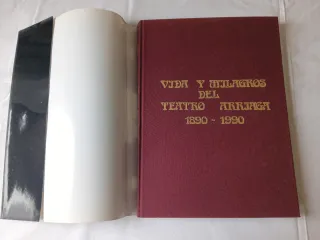 VIDA Y MILAGROS
DEL
TEATRO ARRIAGA
1890 - 1990